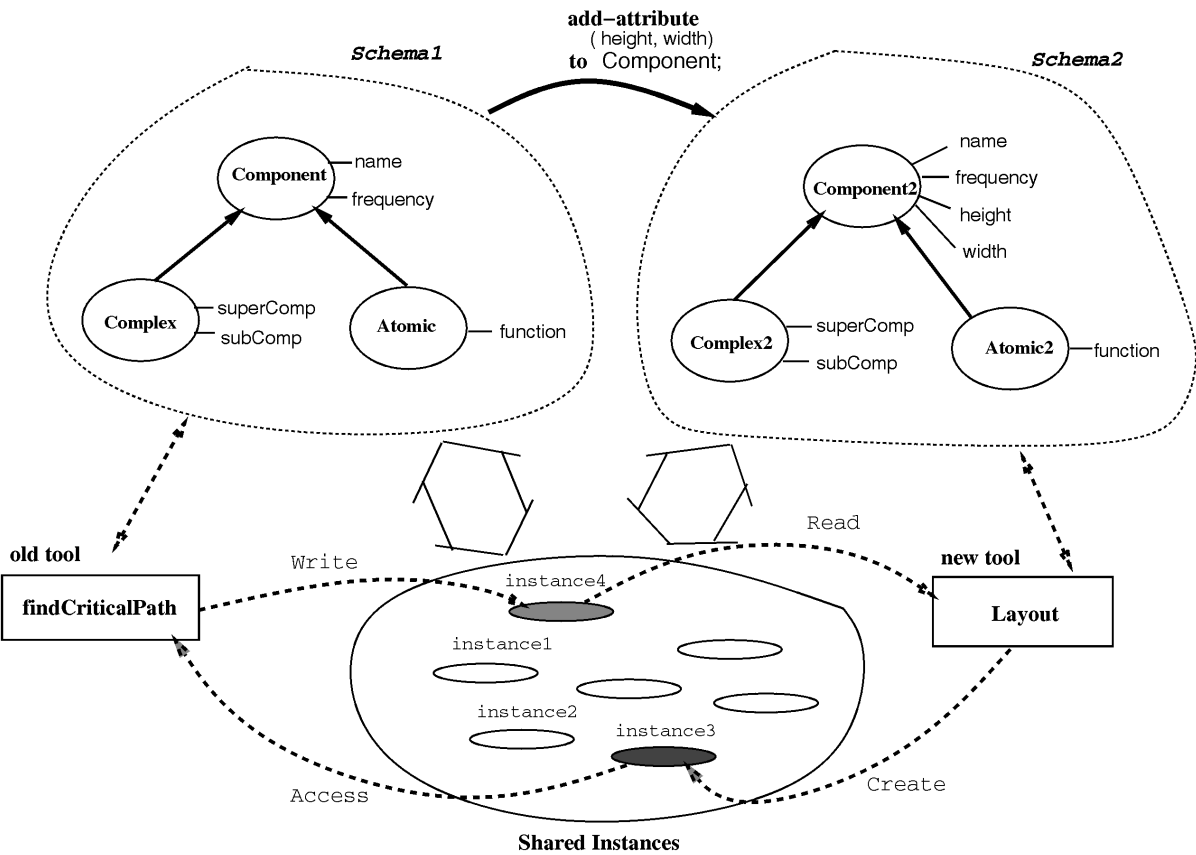 add-attribute
( height, width)
to Component;
Schema1
Schema2
Component
name
frequency
Complex
superComp
subComp
Atomic
function
Component2
name
frequency
height
width
Complex2
superComp
subComp
Atomic2
function
old tool
findCriticalPath
Write
Read
new tool
Layout
instance4
instance1
instance2
instance3
Access
Create
Shared Instances